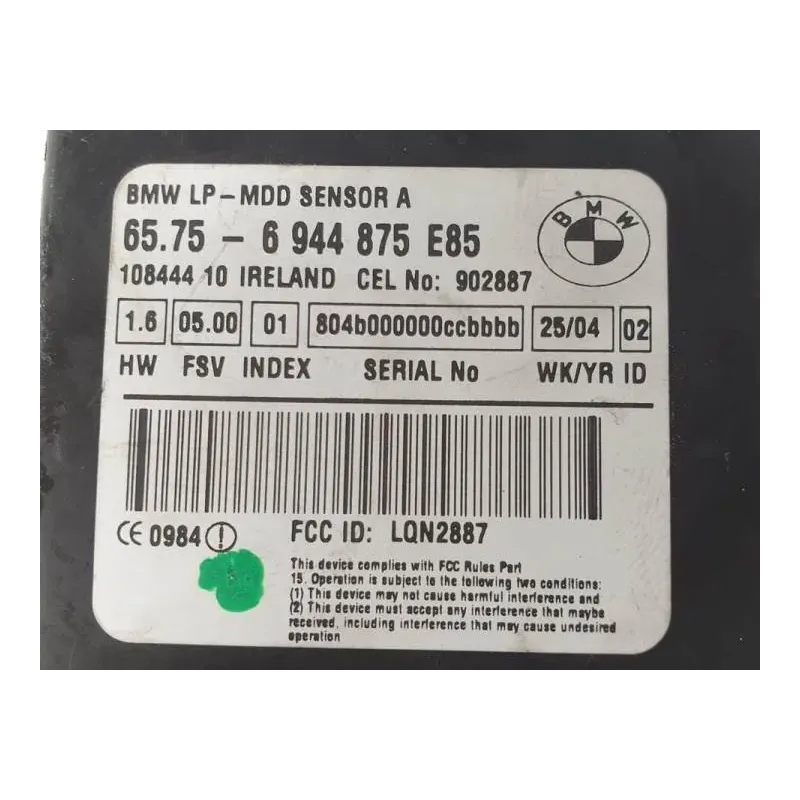 BMW LP-MDD SENSOR A
65.75 - 6 944 875 E85
108444 10 IRELAND CEL No: 902887
BMW
1.6 05.00 01 804b000000ccbbbb 25/04 02
HW FSV INDEX SERIAL No WK/YR ID
CE 0984
FCC ID: LQN2887
This device complies with FCC Rules Part
15. Operation is subject to the following two conditions:
(1) This device may not cause harmful interference and
(2) This device must accept any interference that maybe
received, including interference that may cause undesired
operation